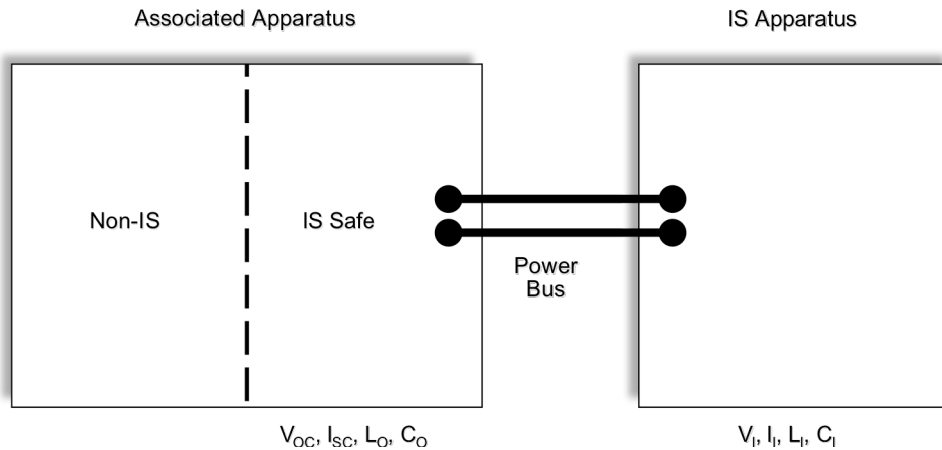 Associated Apparatus
IS Apparatus
Non-IS
IS Safe
Power
Bus
V_OC, I_SC, L_O, C_O
V_I, I_I, L_I, C_I